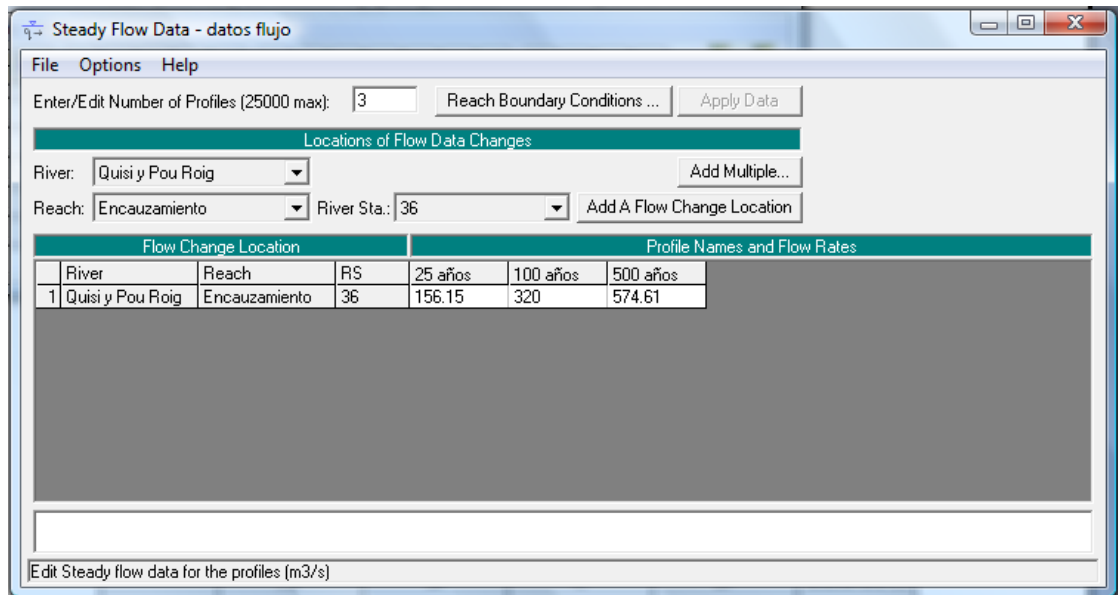 Steady Flow Data - datos flujo
File Options Help
Enter/Edit Number of Profiles (25000 max): 3 Reach Boundary Conditions ... Apply Data
Locations of Flow Data Changes
River: Quisi y Pou Roig Add Multiple...
Reach: Encauzamiento River Sta.: 36 Add A Flow Change Location
Flow Change Location Profile Names and Flow Rates
River Reach RS 25 años 100 años 500 años
1 Quisi y Pou Roig Encauzamiento 36 156.15 320 574.61
Edit Steady flow data for the profiles (m3/s)